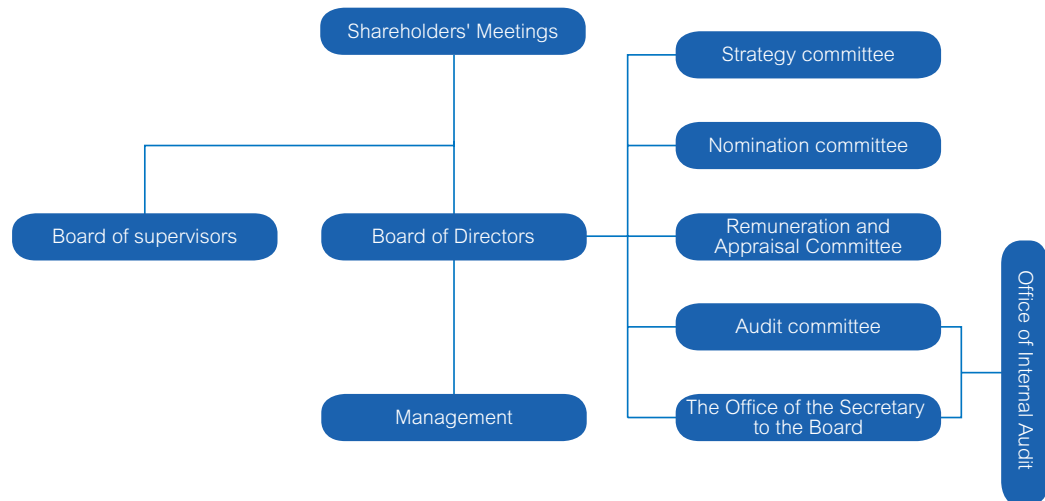 Shareholders' Meetings
Strategy committee
Nomination committee
Board of supervisors
Board of Directors
Remuneration and
Appraisal Committee
Audit committee
Management
The Office of the Secretary
to the Board
Office of Internal Audit